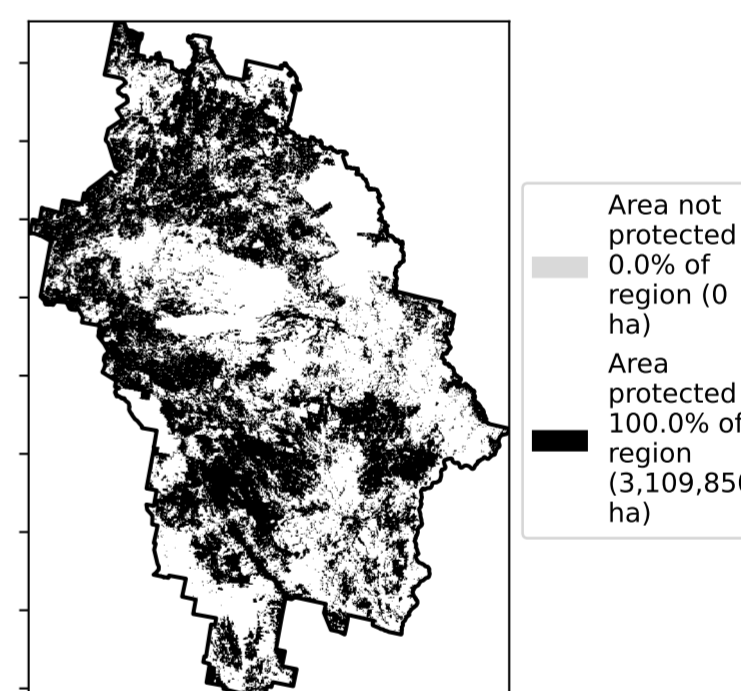 Area not
protected
0.0% of
region (0
ha)
Area
protected
100.0% of
region
ha)